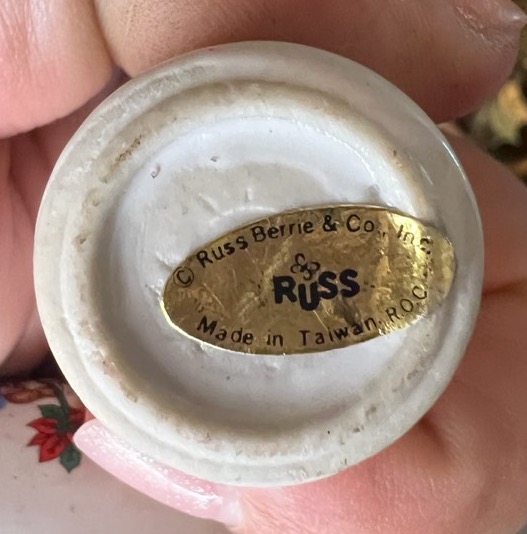 © Russ Berrie & Co., Inc.
RUSS
Made in Taiwan, ROC